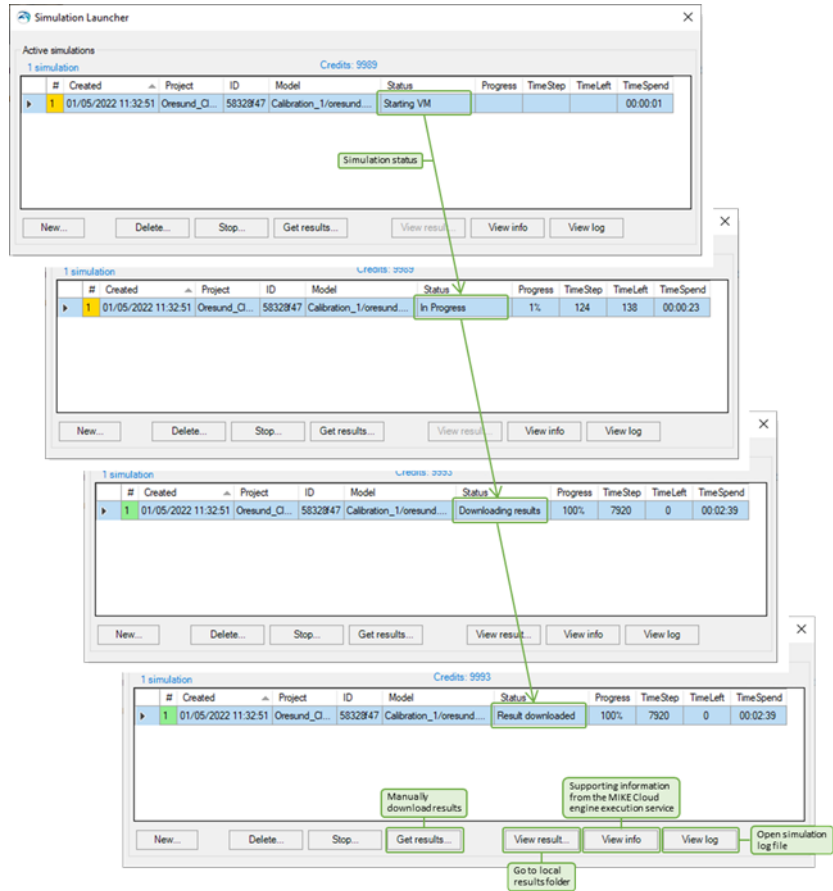 Simulation Launcher
Active simulations
1 simulation Credits: 9989
# Created Project ID Model Status Progress TimeStep TimeLeft TimeSpend
1 01/05/2022 11:32:51 Oresund_Cl... 58328f47 Calibration_1/oresund.... Starting VM 00:00:01
Simulation status
New... Delete... Stop... Get results... View result... View info View log
1 simulation Credits: 9989
# Created Project ID Model Status Progress TimeStep TimeLeft TimeSpend
1 01/05/2022 11:32:51 Oresund_Cl... 58328f47 Calibration_1/oresund.... In Progress 1% 124 138 00:00:23
New... Delete... Stop... Get results... View result... View info View log
1 simulation Credits: 9993
# Created Project ID Model Status Progress TimeStep TimeLeft TimeSpend
1 01/05/2022 11:32:51 Oresund_Cl... 58328f47 Calibration_1/oresund.... Downloading results 100% 7920 0 00:02:39
New... Delete... Stop... Get results... View result... View info View log
1 simulation Credits: 9993
# Created Project ID Model Status Progress TimeStep TimeLeft TimeSpend
1 01/05/2022 11:32:51 Oresund_Cl... 58328f47 Calibration_1/oresund.... Result downloaded 100% 7920 0 00:02:39
Manually
download results
Supporting information
from the MIKE Cloud
engine execution service
New... Delete... Stop... Get results... View result... View info View log
Open simulation
log file
Go to local
results folder